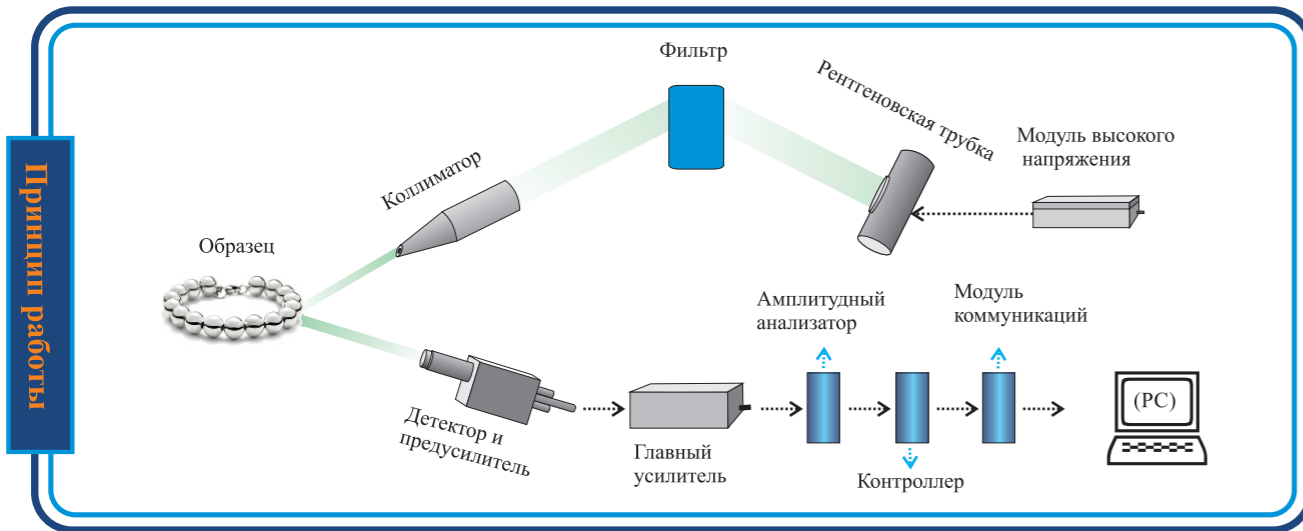 Принцип работы
Фильтр
Рентгеновская трубка
Модуль высокого
напряжения
Коллиматор
Образец
Амплитудный
анализатор
Модуль
коммуникаций
Детектор и
предусилитель
Главный
усилитель
Контроллер
(PC)